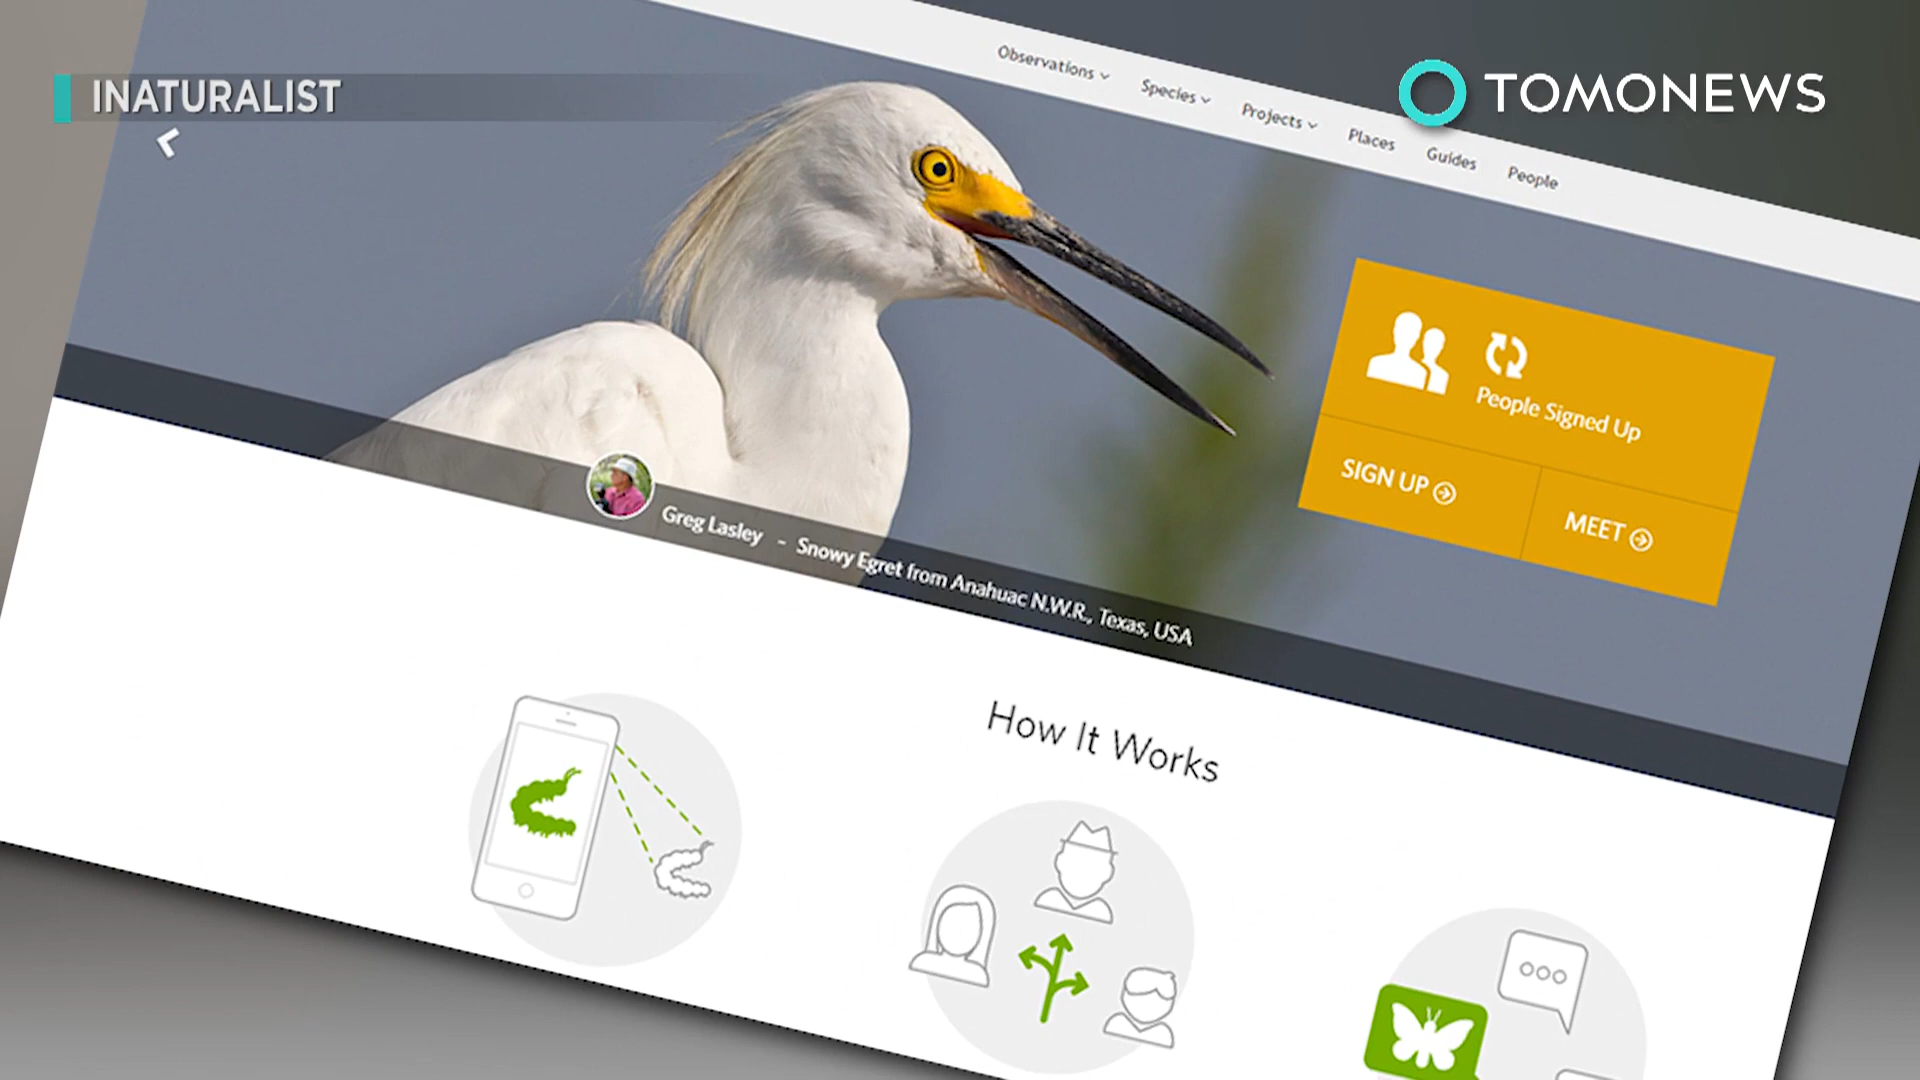 INATURALIST
TOMONEWS
Observations
Species
Projects
Places
Guides
People
People Signed Up
SIGN UP
MEET
Greg Lasley - Snowy Egret from Anahuac N.W.R., Texas, USA
How It Works